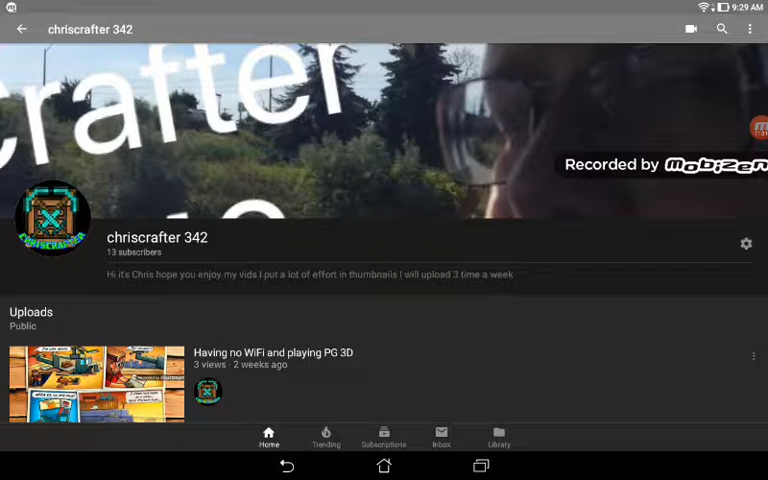 9:29 AM
chriscrafter 342
crafter
Recorded by mobizen
CHRISCRAFTER
chriscrafter 342
13 subscribers
Hi it's Chris hope you enjoy my vids I put a lot of effort in thumbnails I will upload 3 time a week
Uploads
Public
Having no WiFi and playing PG 3D
3 views · 2 weeks ago
Home
Trending
Subscriptions
Inbox
Library